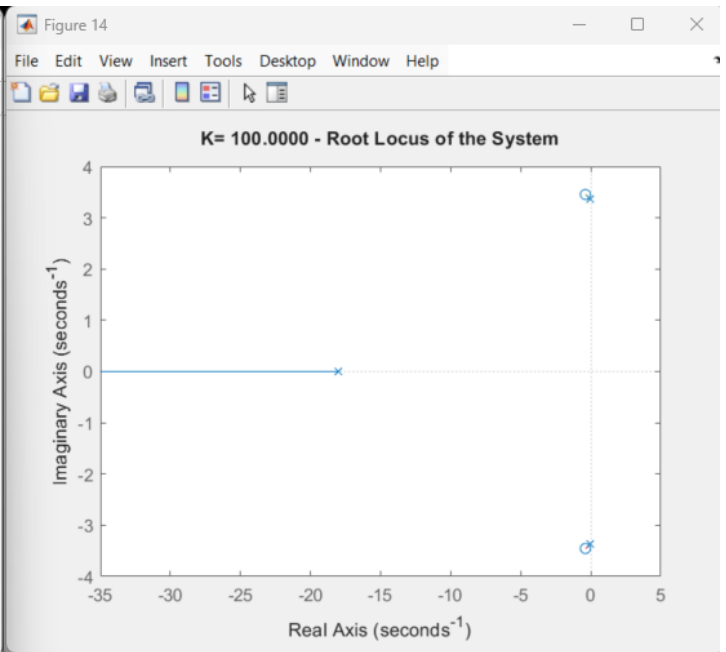 Figure 14
File Edit View Insert Tools Desktop Window Help
K= 100.0000 - Root Locus of the System
4
3
2
1
0
-1
-2
-3
-4
Imaginary Axis (seconds⁻¹)
-35 -30 -25 -20 -15 -10 -5 0 5
Real Axis (seconds⁻¹)